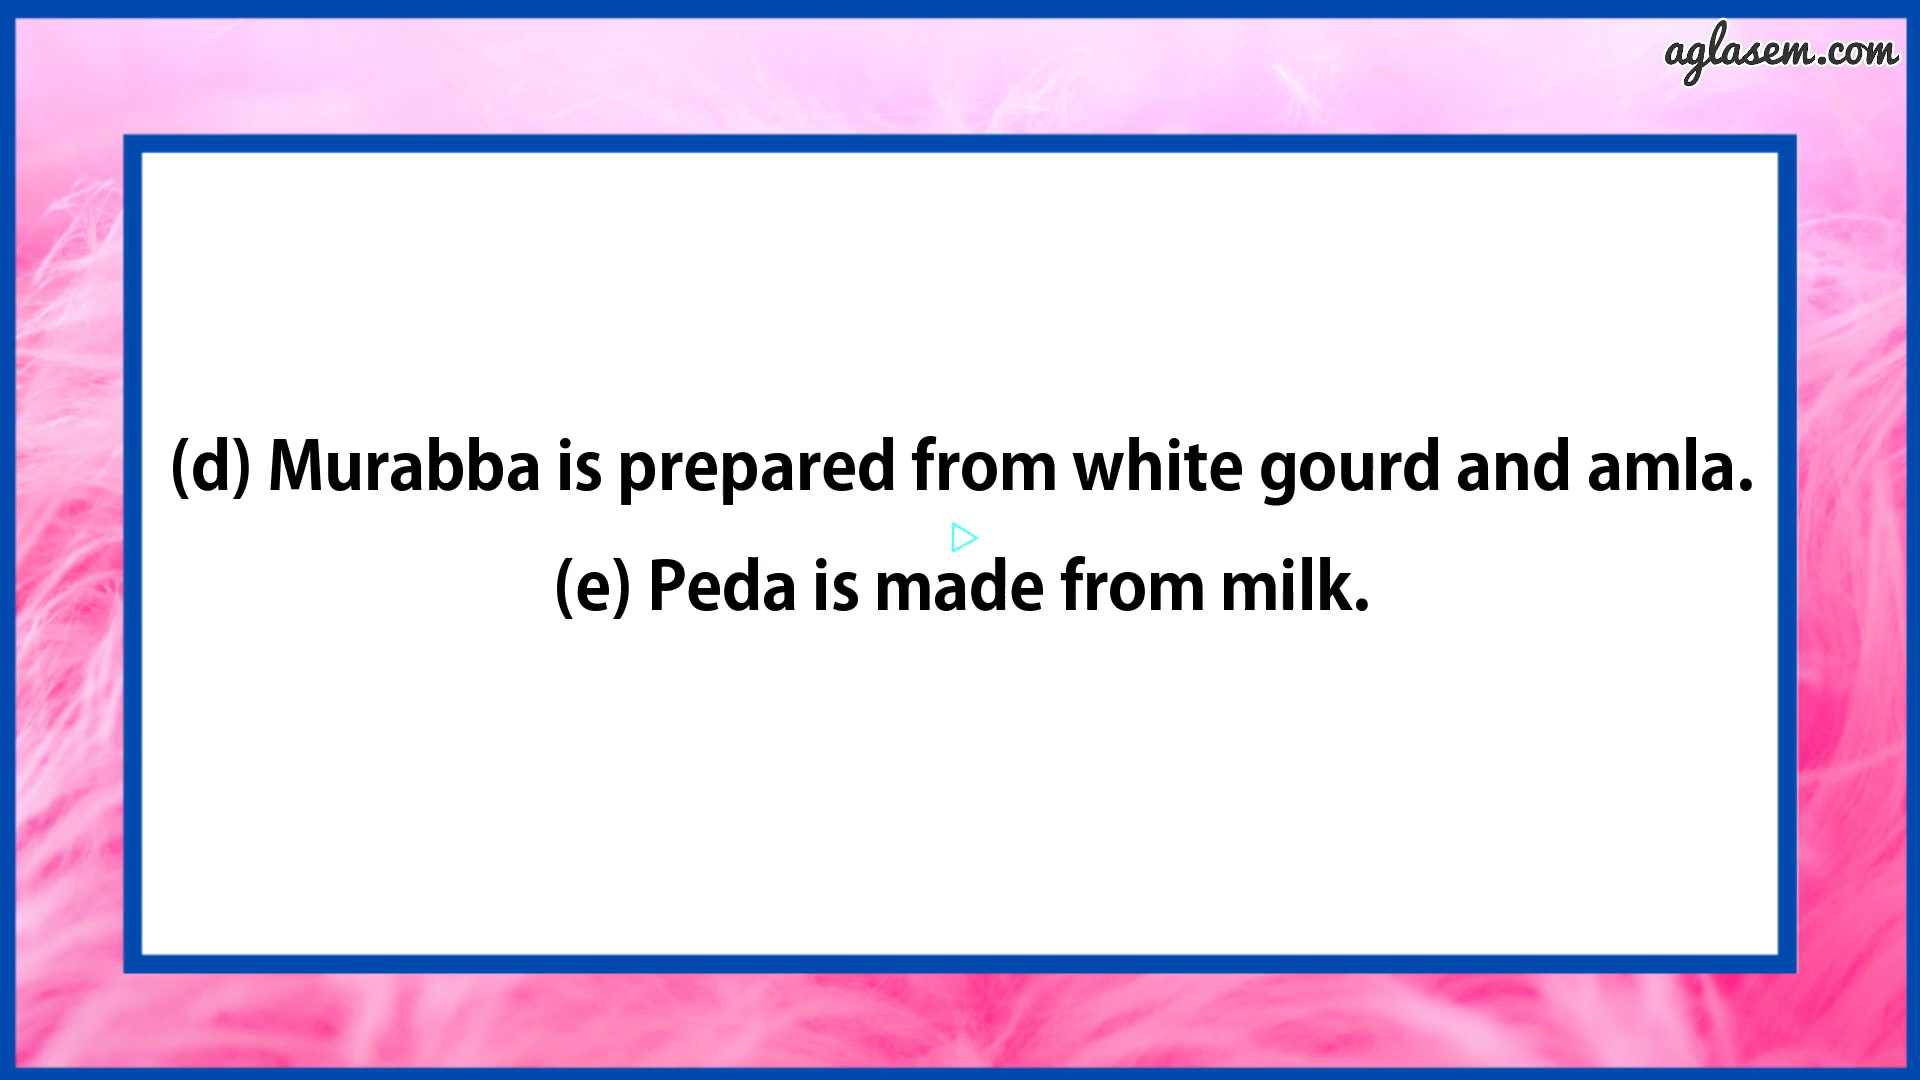 aglasem.com
(d) Murabba is prepared from white gourd and amla.
(e) Peda is made from milk.